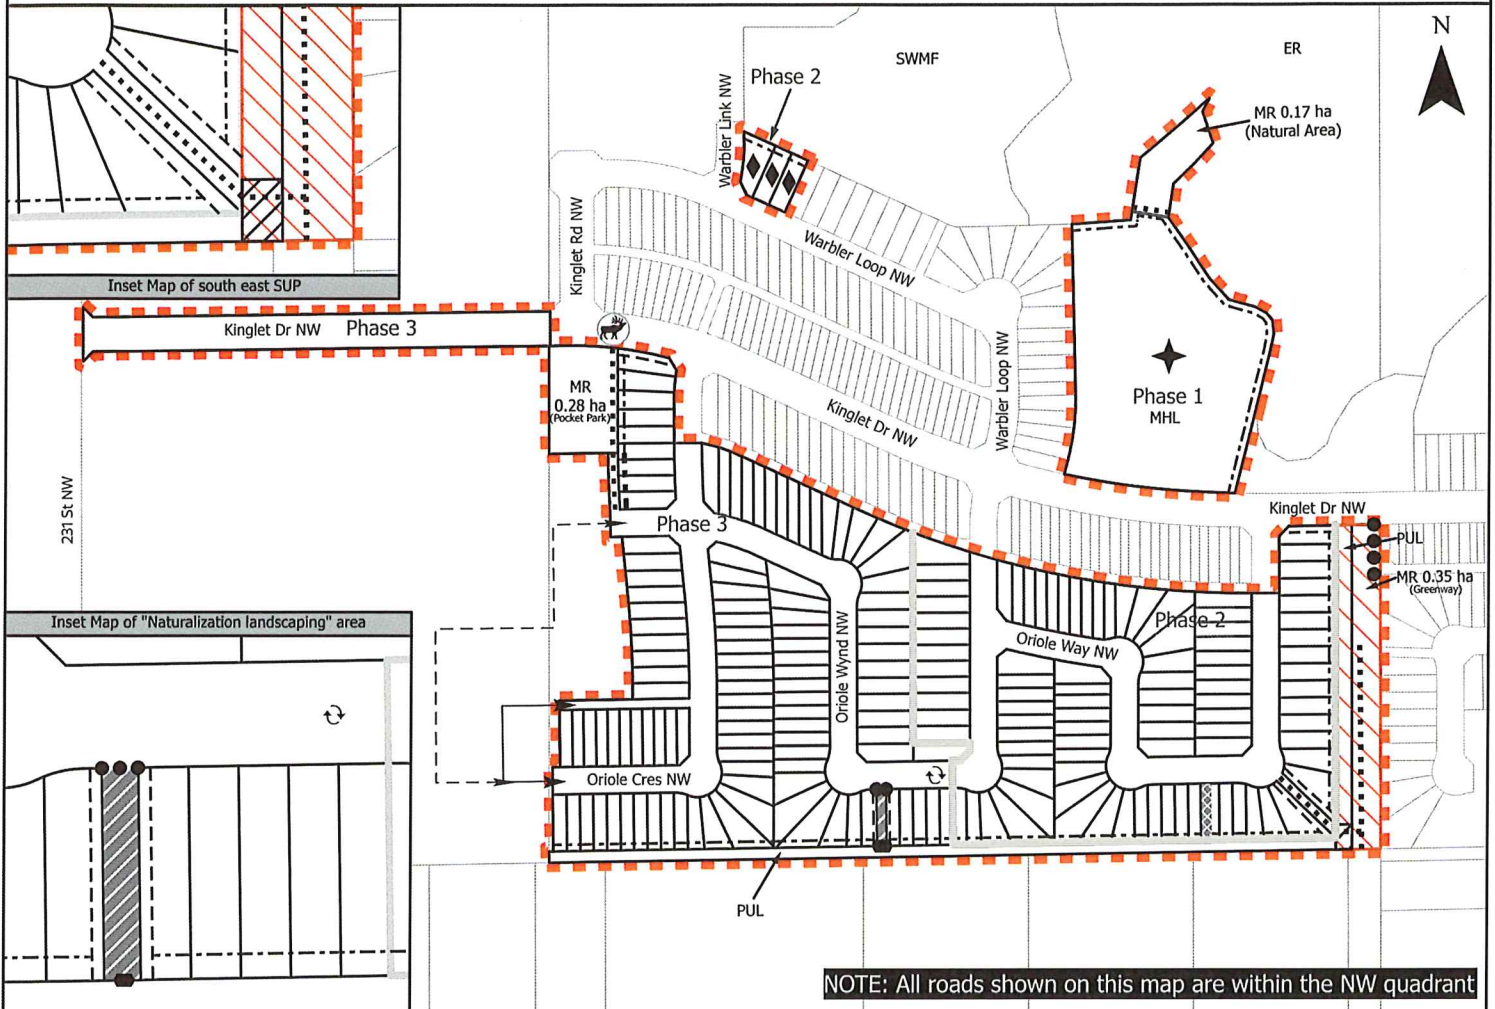 N
SWMF
ER
Phase 2
Warbler Link NW
MR 0.17 ha
(Natural Area)
Inset Map of south east SUP
Kinglet Rd NW
Warbler Loop NW
Kinglet Dr NW
Phase 3
MR
0.28 ha
(Pocket Park)
Kinglet Dr NW
Warbler Loop NW
Phase 1
MHL
231 St NW
Phase 3
Kinglet Dr NW
PUL
MR 0.35 ha
(Greenway)
Inset Map of "Naturalization landscaping" area
Phase 2
Oriole Way NW
Oriole Wynd NW
Oriole Cres NW
PUL
NOTE: All roads shown on this map are within the NW quadrant